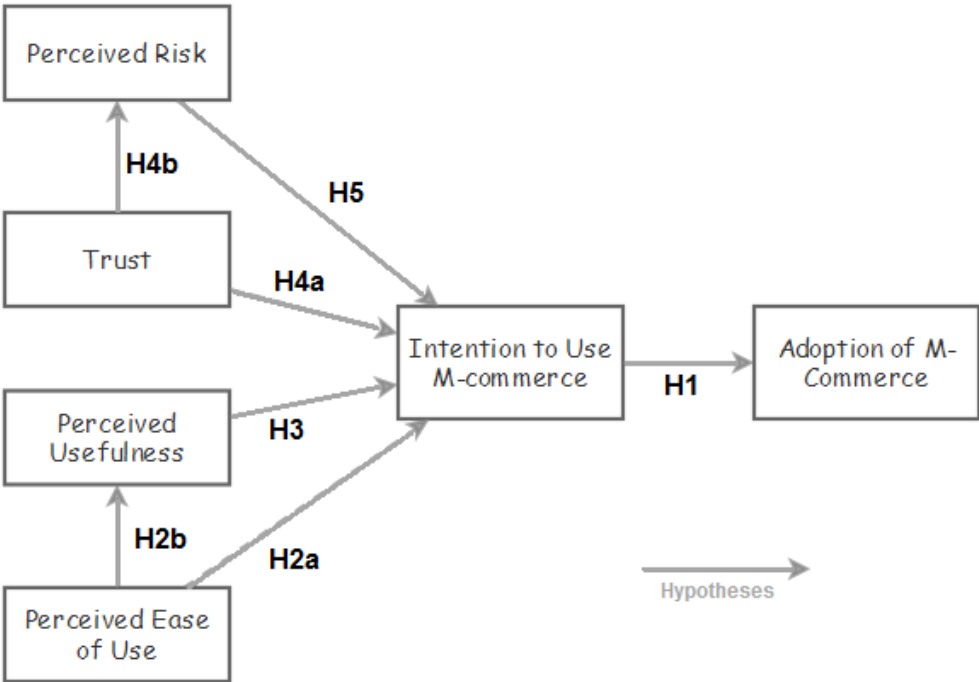 Perceived Risk
H4b
H5
Trust
H4a
Intention to Use
M-commerce
H1
Adoption of M-
Commerce
Perceived
Usefulness
H3
H2b
H2a
Perceived Ease
of Use
Hypotheses